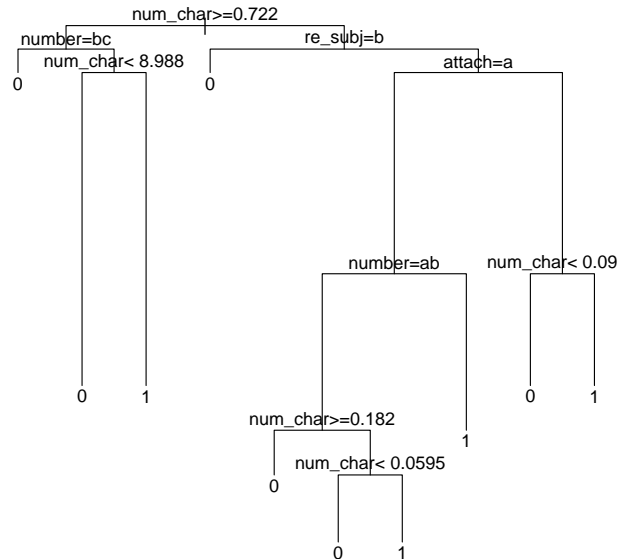 num_char>=0.722
number=bc
re_subj=b
0
num_char< 8.988
0
attach=a
number=ab
num_char< 0.09
0
1
0
1
num_char>=0.182
1
0
num_char< 0.0595
0
1